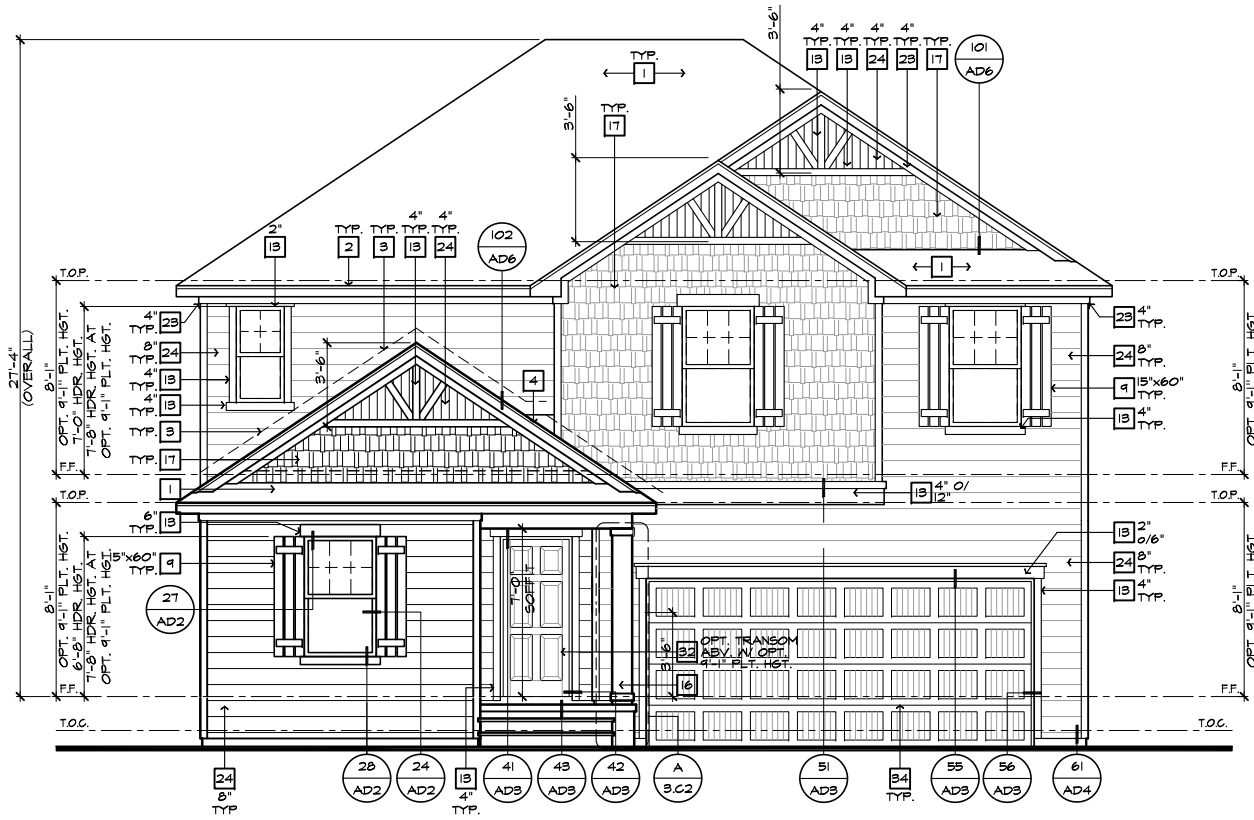 3'-6"
4" TYP. 13
4" TYP. 13
4" TYP. 24
4" TYP. 23
TYP. 17
101 AD6
TYP. 1
3'-6"
TYP. 17
27'-4" (OVERALL)
2" 13
TYP. 2
TYP. 3
4" TYP. 13
4" TYP. 24
102 AD6
1
T.O.P.
T.O.P.
8'-1"
OPT. 9'-1" PLT. HGT.
7'-0" HDR. HGT.
7'-8" HDR. HGT. AT
OPT. 9'-1" PLT. HGT.
4" TYP. 23
8" TYP. 24
4" TYP. 13
4" TYP. 13
TYP. 3
TYP. 17
1
3'-6"
4
23 4" TYP.
24 8" TYP.
9 15"x60" TYP.
13 4" TYP.
8'-1"
OPT. 9'-1" PLT. HGT.
F.F.
F.F.
T.O.P.
T.O.P.
13 4" O/ 12"
6" TYP. 13
15"x60" TYP. 9
27 AD2
8'-1"
OPT. 9'-1" PLT. HGT.
6'-8" HDR. HGT.
7'-8" HDR. HGT. AT
OPT. 9'-1" PLT. HGT.
7'-0"
SOFFIT
3'-6"
32 OPT. TRANSOM
ABV. W/ OPT.
9'-1" PLT. HGT.
16
13 2" O/6"
24 8" TYP.
13 4" TYP.
8'-1"
OPT. 9'-1" PLT. HGT
F.F.
F.F.
T.O.C.
T.O.C.
24 8" TYP
28 AD2
24 AD2
13 4" TYP.
41 AD3
43 AD3
42 AD3
A 3.C2
51 AD3
34 TYP.
55 AD3
56 AD3
61 AD4